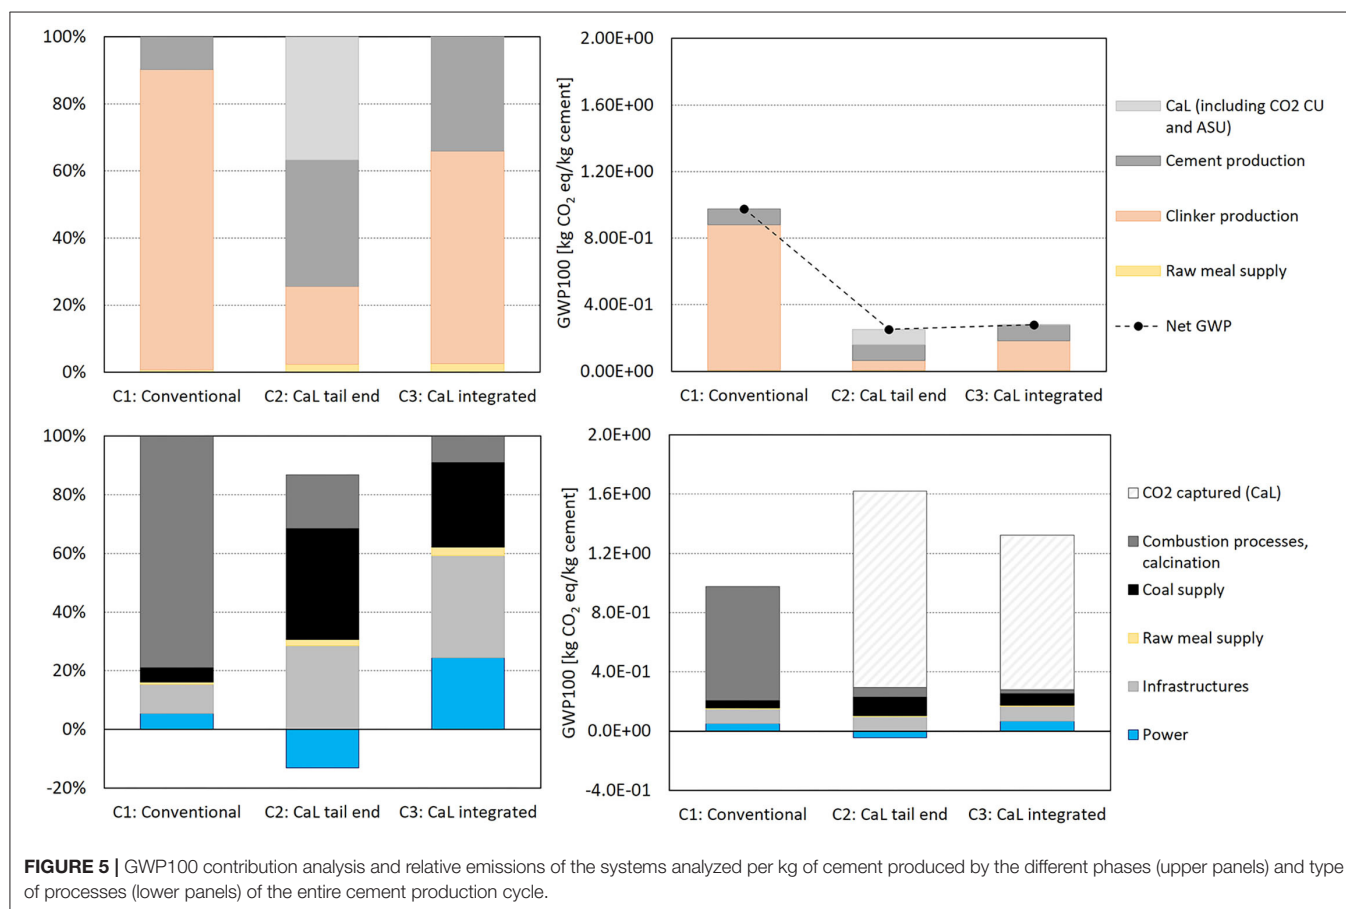 100%
80%
60%
40%
20%
0%
C1: Conventional
C2: CaL tail end
C3: CaL integrated
GWP100 [kg CO2 eq/kg cement]
2.00E+00
1.60E+00
1.20E+00
8.00E-01
4.00E-01
0.00E+00
C1: Conventional
C2: CaL tail end
C3: CaL integrated
CaL (including CO2 CU
and ASU)
Cement production
Clinker production
Raw meal supply
Net GWP
100%
80%
60%
40%
20%
0%
-20%
C1: Conventional
C2: CaL tail end
C3: CaL integrated
GWP100 [kg CO2 eq/kg cement]
2.0E+00
1.6E+00
1.2E+00
8.0E-01
4.0E-01
0.0E+00
-4.0E-01
C1: Conventional
C2: CaL tail end
C3: CaL integrated
CO2 captured (CaL)
Combustion processes,
calcination
Coal supply
Raw meal supply
Infrastructures
Power
FIGURE 5 | GWP100 contribution analysis and relative emissions of the systems analyzed per kg of cement produced by the different phases (upper panels) and type
of processes (lower panels) of the entire cement production cycle.